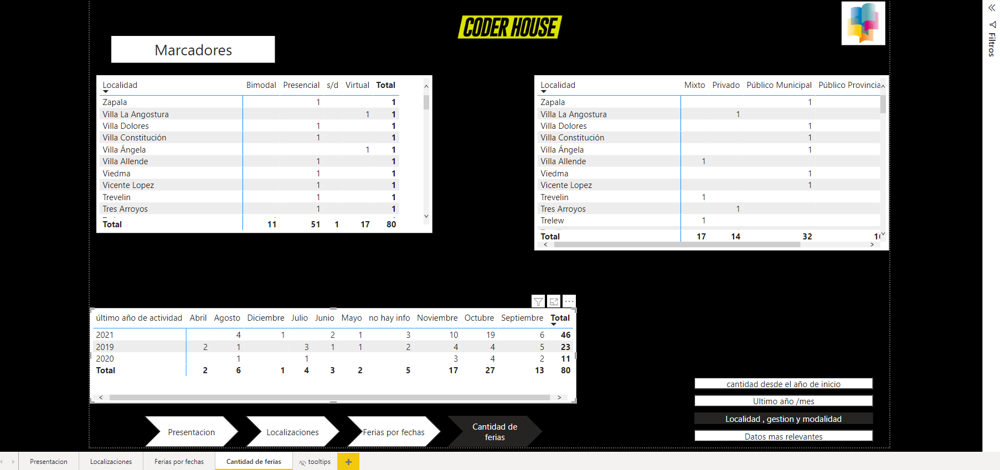 CODER HOUSE
Filtros
Marcadores
Localidad Bimodal Presencial s/d Virtual Total
Zapala 1 1
Villa La Angostura 1 1
Villa Dolores 1 1
Villa Constitución 1 1
Villa Ángela 1 1
Villa Allende 1 1
Viedma 1 1
Vicente Lopez 1 1
Trevelin 1 1
Tres Arroyos 1 1
Total 11 51 1 17 80
Localidad Mixto Privado Público Municipal Público Provincia
Zapala 1
Villa La Angostura 1
Villa Dolores 1
Villa Constitución 1
Villa Ángela 1
Villa Allende 1
Viedma 1
Vicente Lopez 1
Trevelin 1
Tres Arroyos 1
Trelew 1
Total 17 14 32
último año de actividad Abril Agosto Diciembre Julio Junio Mayo no hay info Noviembre Octubre Septiembre Total
2021 4 1 2 1 3 10 19 6 46
2019 2 1 3 1 1 2 4 4 5 23
2020 1 1 3 4 2 11
Total 2 6 1 4 3 2 5 17 27 13 80
cantidad desde el año de inicio
Ultimo año /mes
Localidad , gestion y modalidad
Datos mas relevantes
Presentacion
Localizaciones
Ferias por fechas
Cantidad de
ferias
Presentacion Localizaciones Ferias por fechas Cantidad de ferias tooltips